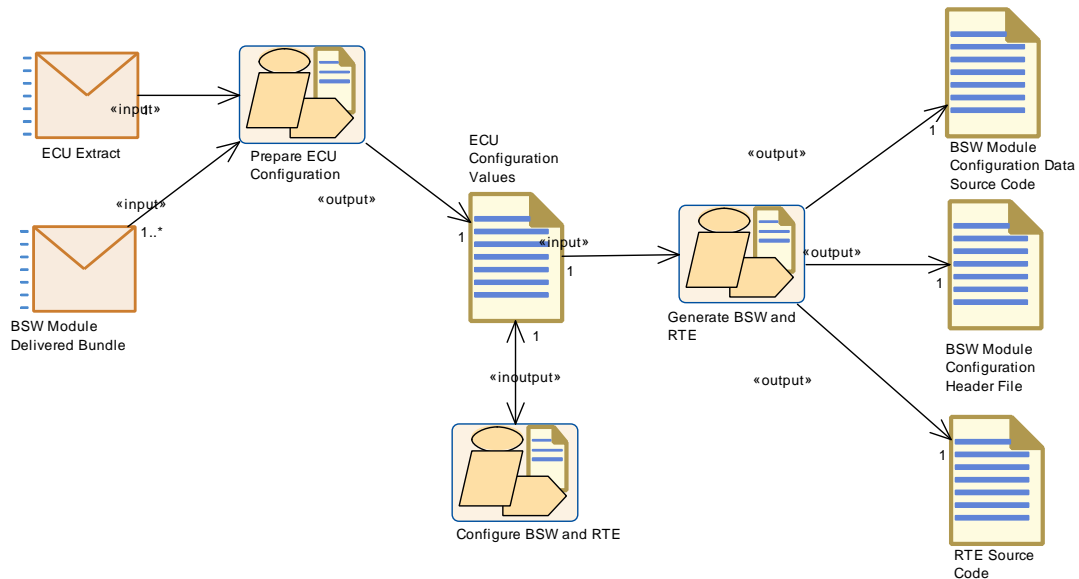 «input»
1
ECU Extract
Prepare ECU
Configuration
«input»
1..*
BSW Module
Delivered Bundle
«output»
ECU
Configuration
Values
1
«input»
1
1
«inoutput»
Configure BSW and RTE
Generate BSW and
RTE
«output»
1
BSW Module
Configuration Data
Source Code
«output»
1
BSW Module
Configuration
Header File
«output»
1
RTE Source
Code